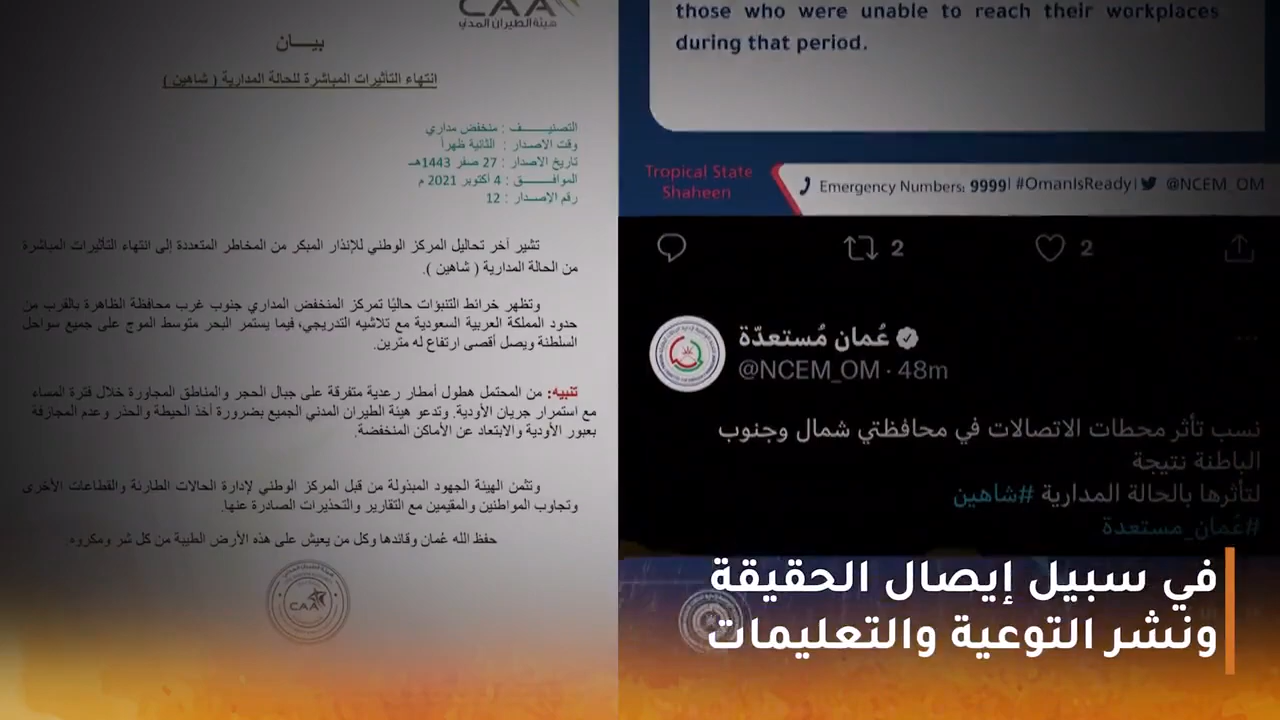 CAA
هيئة الطيران المدني
بيـــان
انتهاء التأثيرات المباشرة للحالة المدارية ( شاهين )
التصنيــــــف : منخفض مداري
وقت الاصدار : الثانية ظهراً
تاريخ الاصدار : 27 صفر 1443هــ
الموافـــــــق : 4 أكتوبر 2021 م
رقم الإصــدار : 12
تشير آخر تحاليل المركز الوطني للإنذار المبكر من المخاطر المتعددة إلى انتهاء التأثيرات المباشرة
من الحالة المدارية ( شاهين ).
وتظهر خرائط التنبؤات حاليًا تمركز المنخفض المداري جنوب غرب محافظة الظاهرة بالقرب من
حدود المملكة العربية السعودية مع تلاشيه التدريجي، فيما يستمر البحر متوسط الموج على جميع سواحل
السلطنة ويصل أقصى ارتفاع له مترين.
تنبيه: من المحتمل هطول أمطار رعدية متفرقة على جبال الحجر والمناطق المجاورة خلال فترة المساء
مع استمرار جريان الأودية. وتدعو هيئة الطيران المدني الجميع بضرورة أخذ الحيطة والحذر وعدم المجازفة
بعبور الأودية والابتعاد عن الأماكن المنخفضة.
وتثمن الهيئة الجهود المبذولة من قبل المركز الوطني لإدارة الحالات الطارئة والقطاعات الأخرى
وتجاوب المواطنين والمقيمين مع التقارير والتحذيرات الصادرة عنها.
حفظ الله عُمان وقائدها وكل من يعيش على هذه الأرض الطيبة من كل شر ومكروه
CAA
those who were unable to reach their workplaces
during that period.
Tropical State
Shaheen
Emergency Numbers: 9999| #OmanIsReady| @NCEM_OM
2 2
عُمان مُستعدّة
@NCEM_OM · 48m
نسب تأثر محطات الاتصالات في محافظتي شمال وجنوب
الباطنة نتيجة
لتأثرها بالحالة المدارية #شاهين
#عُمان_مستعدة
في سبيل إيصال الحقيقة
ونشر التوعية والتعليمات